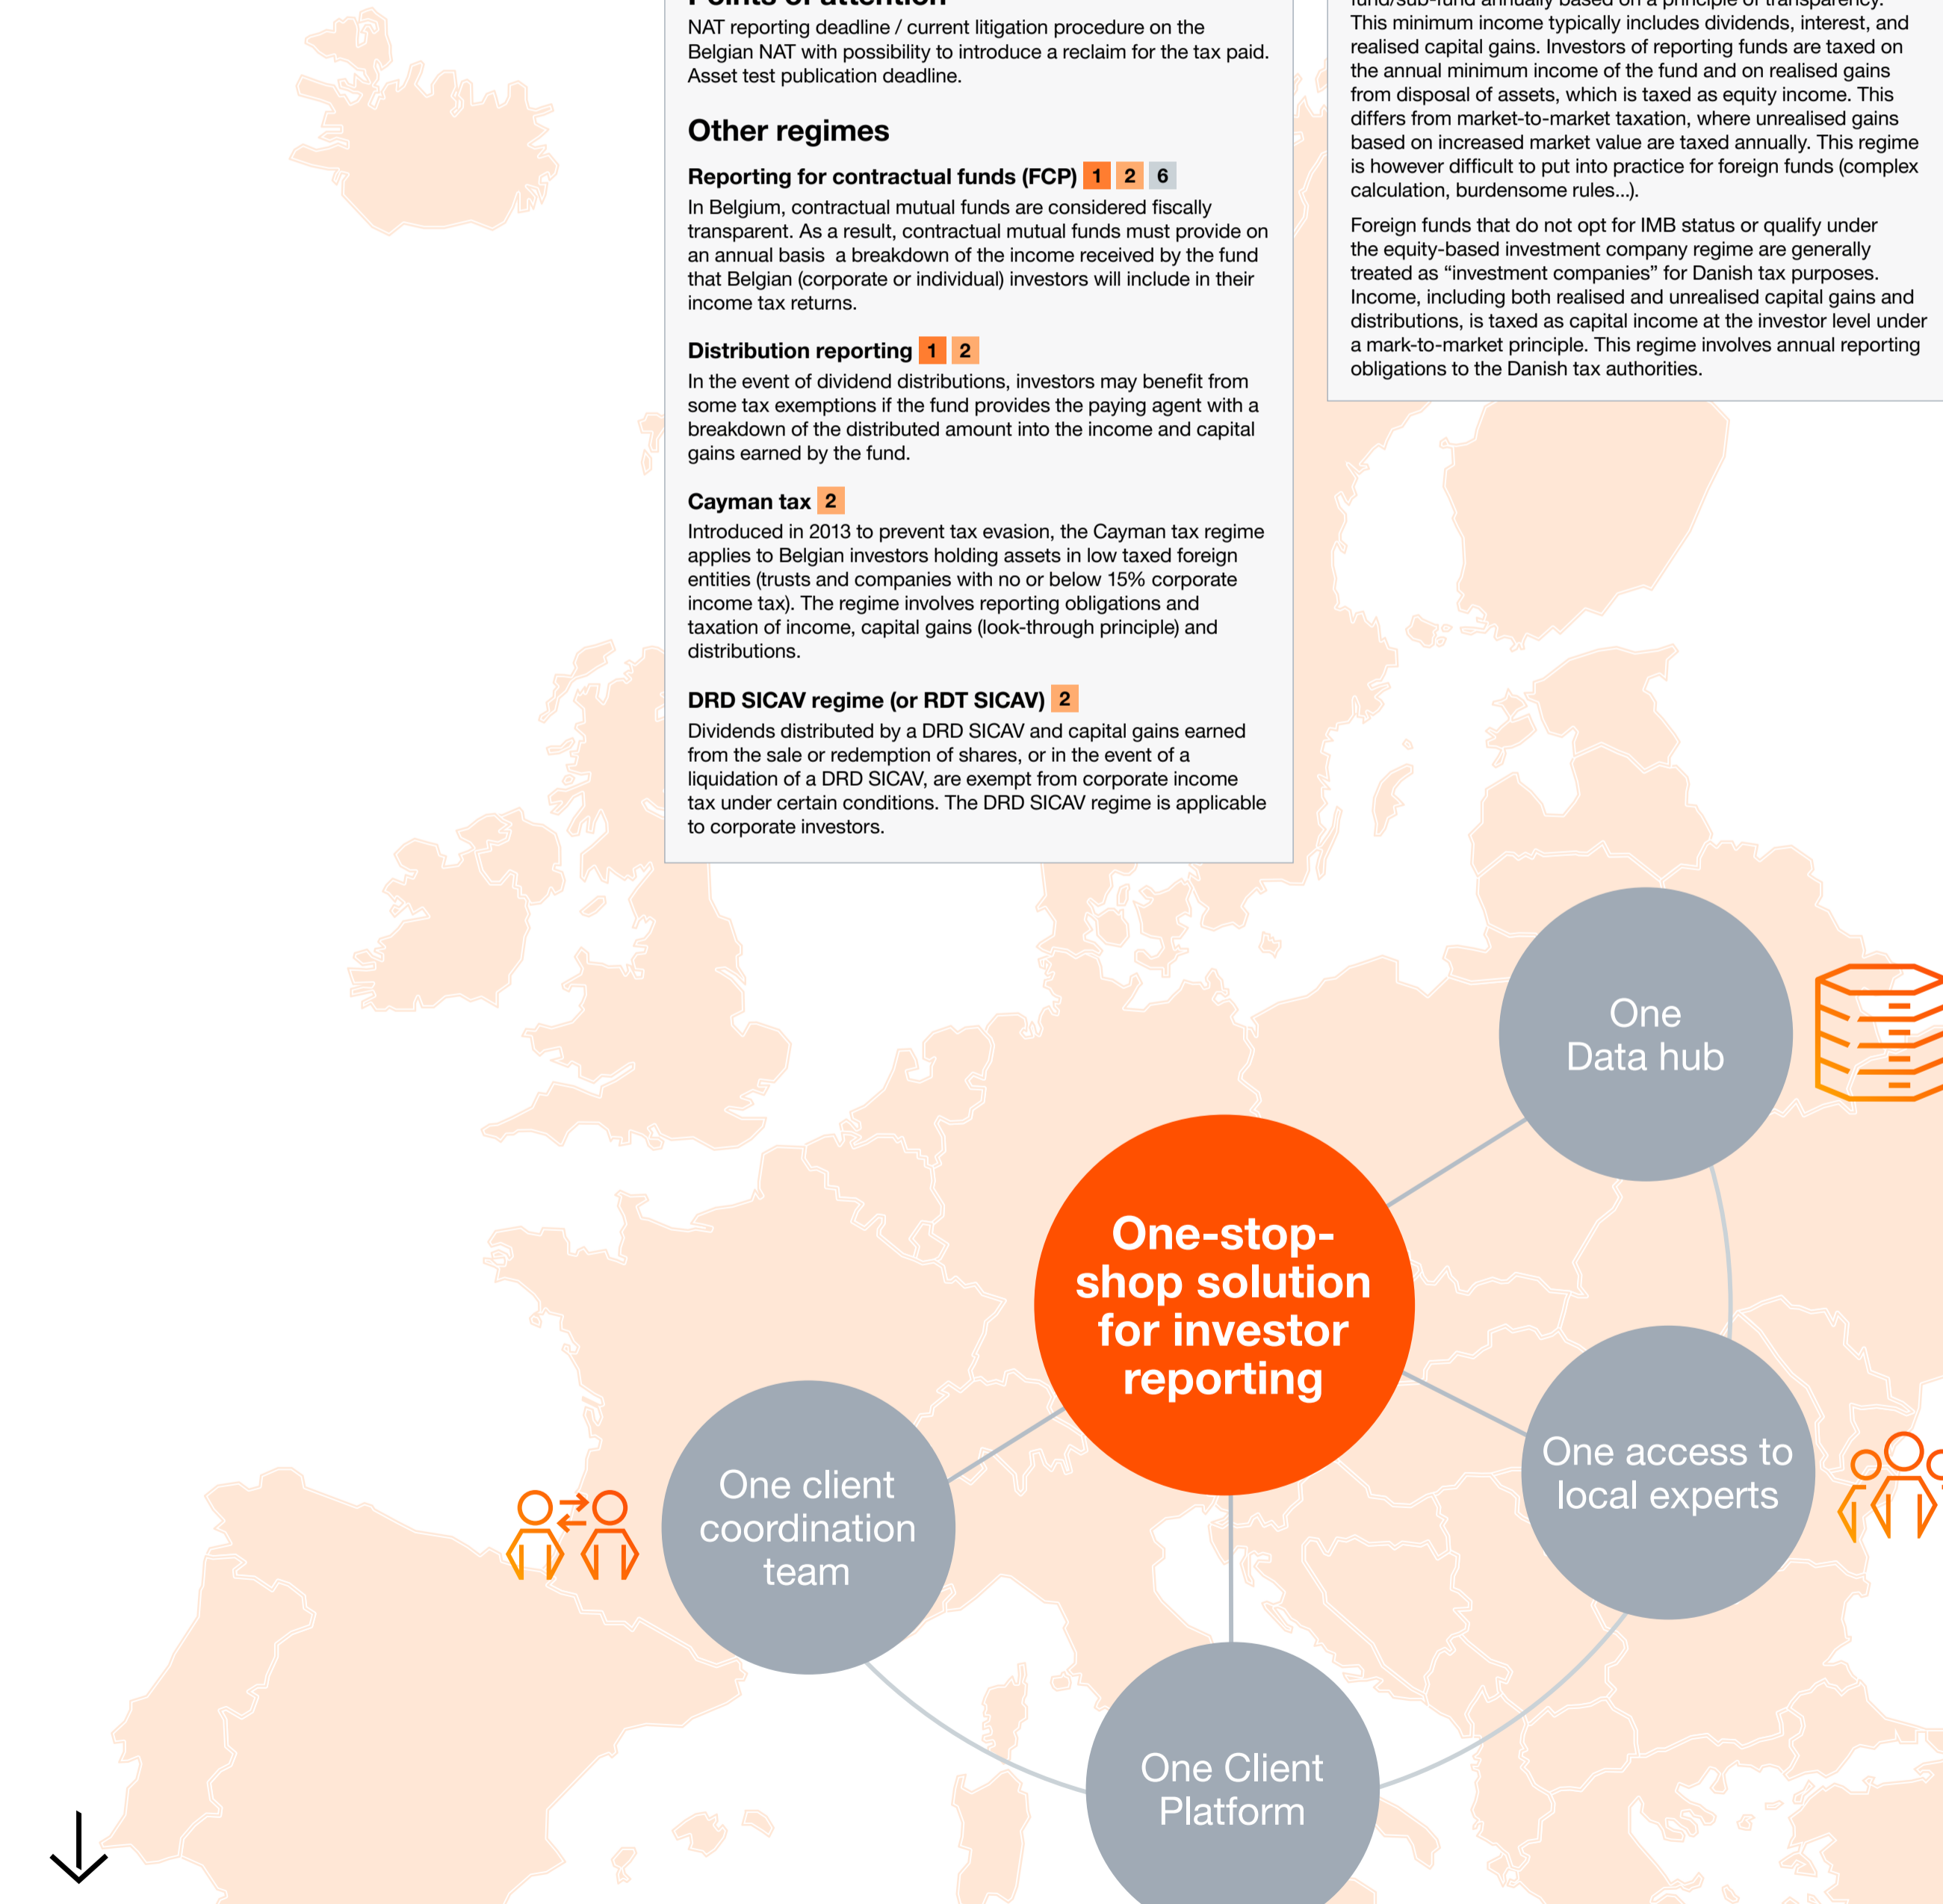 Points of attention
NAT reporting deadline / current litigation procedure on the
Belgian NAT with possibility to introduce a reclaim for the tax paid.
Asset test publication deadline.
Other regimes
Reporting for contractual funds (FCP) 1 2 6
In Belgium, contractual mutual funds are considered fiscally
transparent. As a result, contractual mutual funds must provide on
an annual basis a breakdown of the income received by the fund
that Belgian (corporate or individual) investors will include in their
income tax returns.
Distribution reporting 1 2
In the event of dividend distributions, investors may benefit from
some tax exemptions if the fund provides the paying agent with a
breakdown of the distributed amount into the income and capital
gains earned by the fund.
Cayman tax 2
Introduced in 2013 to prevent tax evasion, the Cayman tax regime
applies to Belgian investors holding assets in low taxed foreign
entities (trusts and companies with no or below 15% corporate
income tax). The regime involves reporting obligations and
taxation of income, capital gains (look-through principle) and
distributions.
DRD SICAV regime (or RDT SICAV) 2
Dividends distributed by a DRD SICAV and capital gains earned
from the sale or redemption of shares, or in the event of a
liquidation of a DRD SICAV, are exempt from corporate income
tax under certain conditions. The DRD SICAV regime is applicable
to corporate investors.
fund/sub-fund annually based on a principle of transparency.
This minimum income typically includes dividends, interest, and
realised capital gains. Investors of reporting funds are taxed on
the annual minimum income of the fund and on realised gains
from disposal of assets, which is taxed as equity income. This
differs from market-to-market taxation, where unrealised gains
based on increased market value are taxed annually. This regime
is however difficult to put into practice for foreign funds (complex
calculation, burdensome rules...).
Foreign funds that do not opt for IMB status or qualify under
the equity-based investment company regime are generally
treated as “investment companies” for Danish tax purposes.
Income, including both realised and unrealised capital gains and
distributions, is taxed as capital income at the investor level under
a mark-to-market principle. This regime involves annual reporting
obligations to the Danish tax authorities.
One
Data hub
One-stop-
shop solution
for investor
reporting
One access to
local experts
One client
coordination
team
One Client
Platform